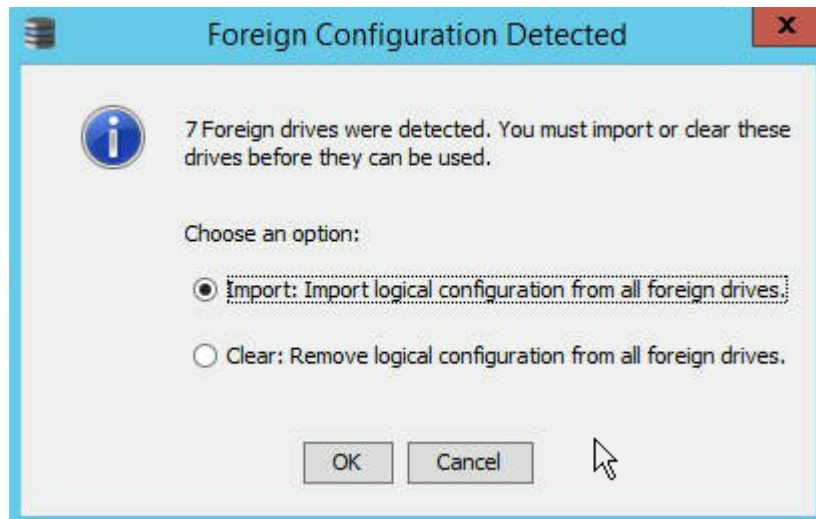 Foreign Configuration Detected
x
7 Foreign drives were detected. You must import or clear these
drives before they can be used.
Choose an option:
Import: Import logical configuration from all foreign drives.
Clear: Remove logical configuration from all foreign drives.
OK Cancel